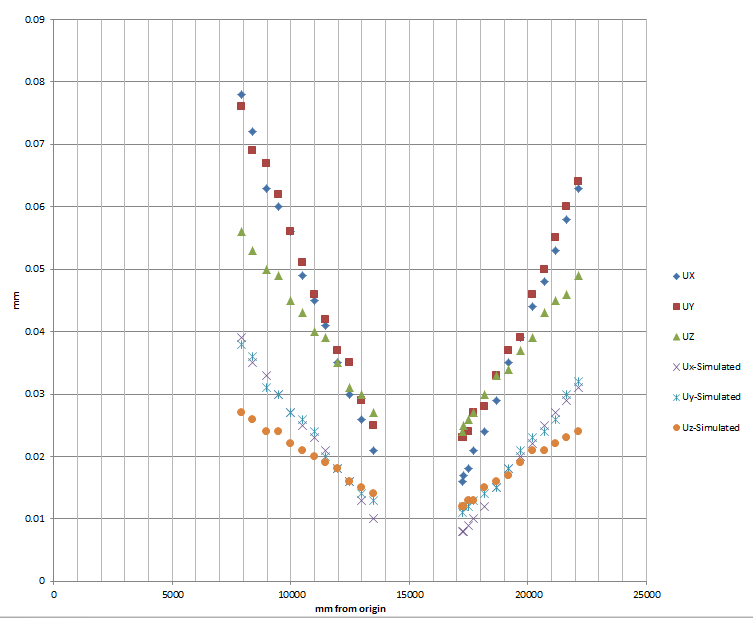 0.09
0.08
0.07
0.06
0.05
0.04
0.03
0.02
0.01
0
mm
0 5000 10000 15000 20000 25000
mm from origin
UX
UY
UZ
Ux-Simulated
Uy-Simulated
Uz-Simulated